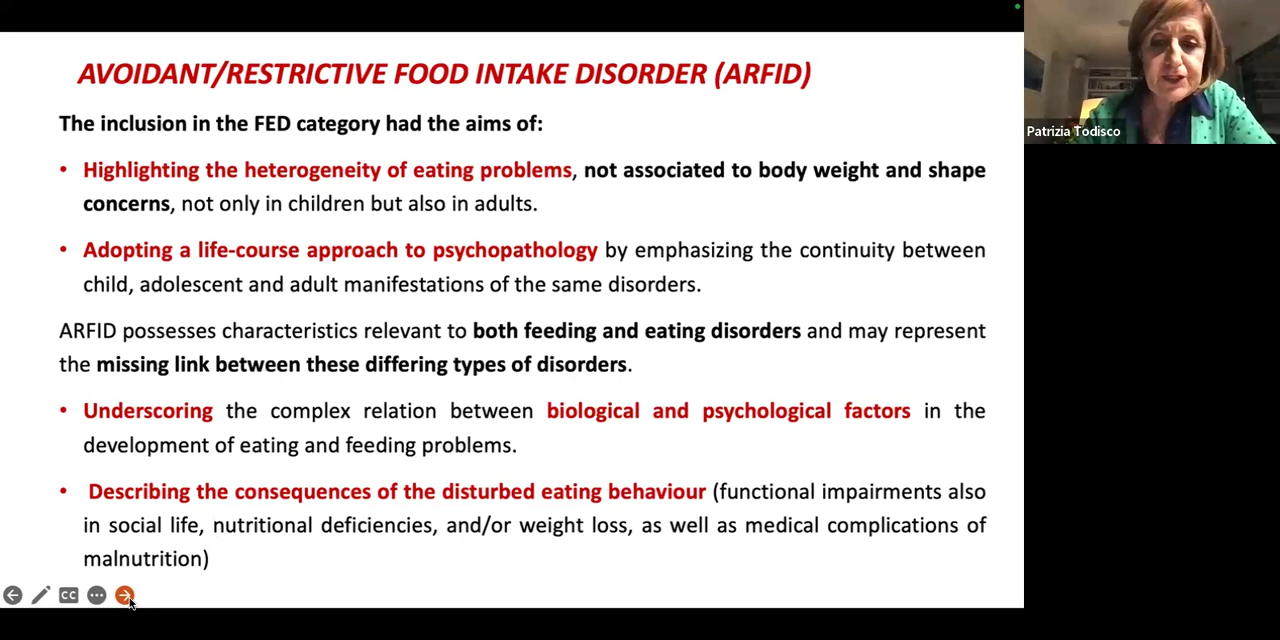 AVOIDANT/RESTRICTIVE FOOD INTAKE DISORDER (ARFID)
The inclusion in the FED category had the aims of:
• Highlighting the heterogeneity of eating problems, not associated to body weight and shape
concerns, not only in children but also in adults.
• Adopting a life-course approach to psychopathology by emphasizing the continuity between
child, adolescent and adult manifestations of the same disorders.
ARFID possesses characteristics relevant to both feeding and eating disorders and may represent
the missing link between these differing types of disorders.
• Underscoring the complex relation between biological and psychological factors in the
development of eating and feeding problems.
• Describing the consequences of the disturbed eating behaviour (functional impairments also
in social life, nutritional deficiencies, and/or weight loss, as well as medical complications of
malnutrition)
CC
Patrizia Todisco